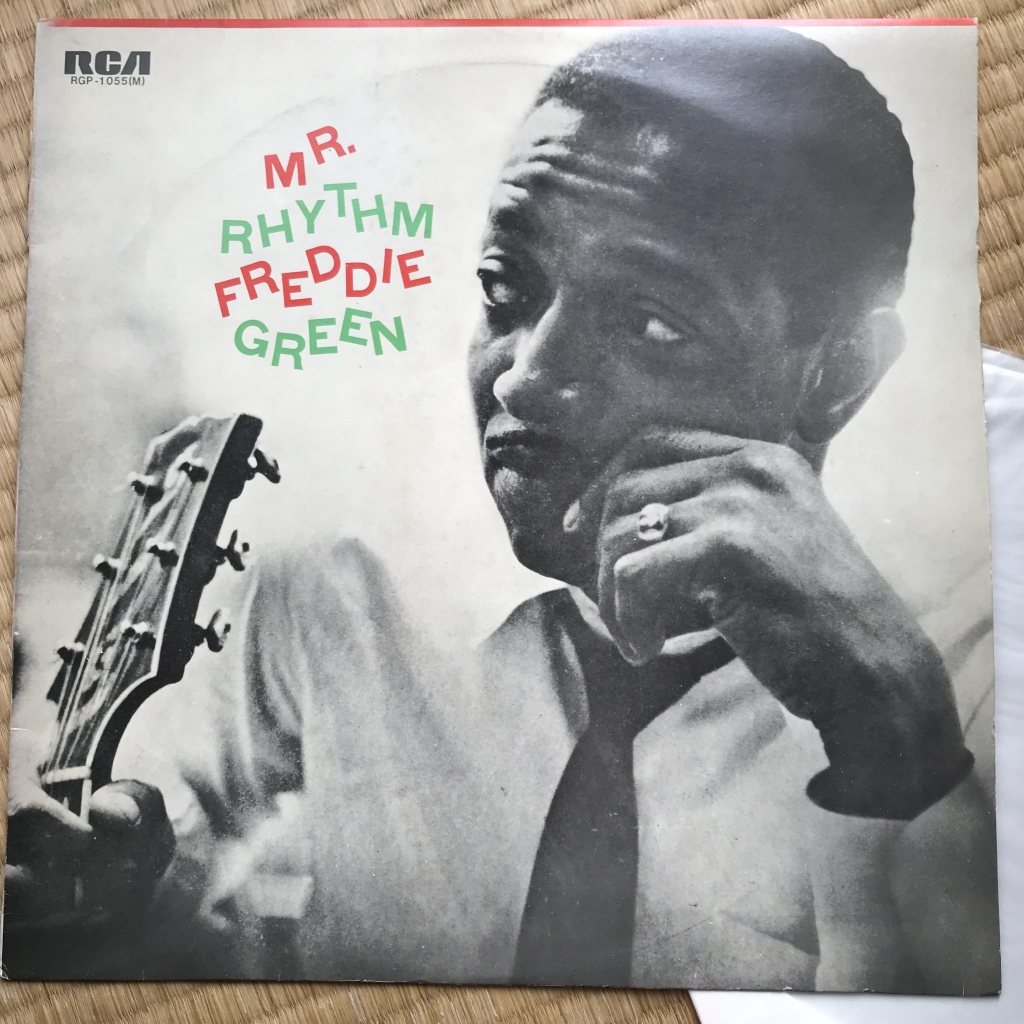 RCA
RGP-1055(M)
MR.
RHYTHM
FREDDIE
GREEN